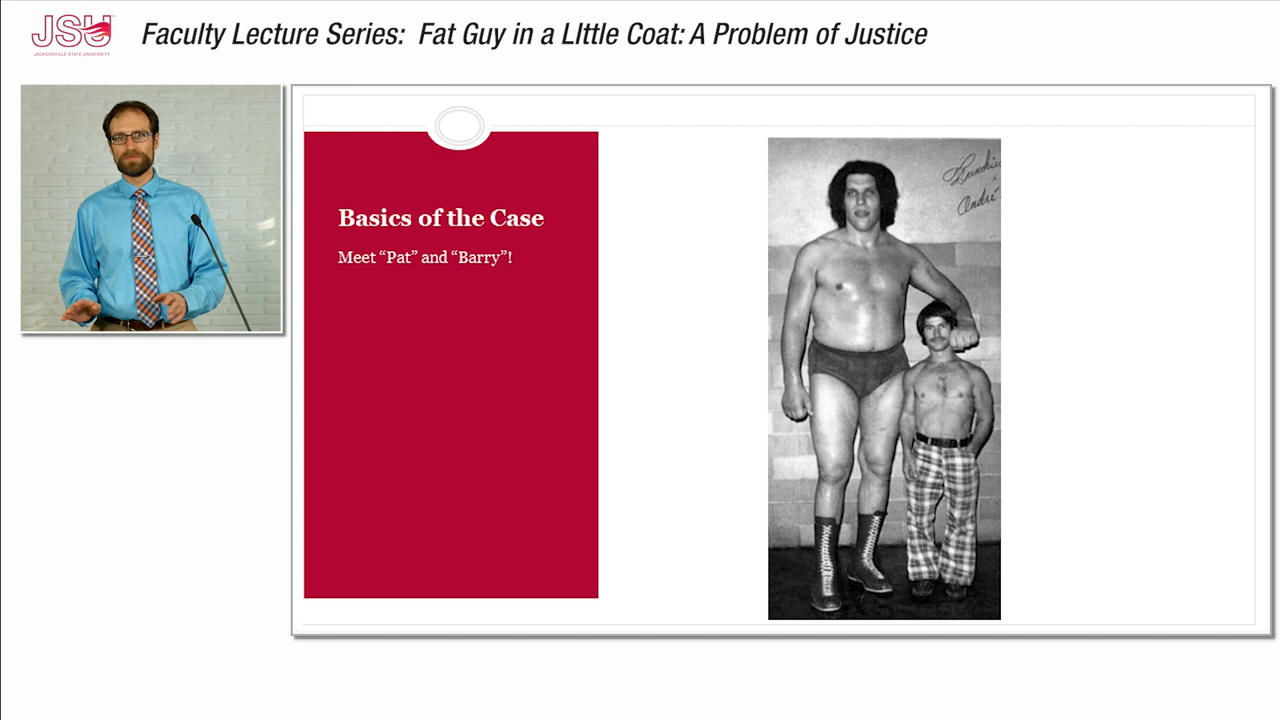 JSU
JACKSONVILLE STATE UNIVERSITY
Faculty Lecture Series: Fat Guy in a LIttle Coat: A Problem of Justice
Basics of the Case
Meet “Pat” and “Barry”!
André